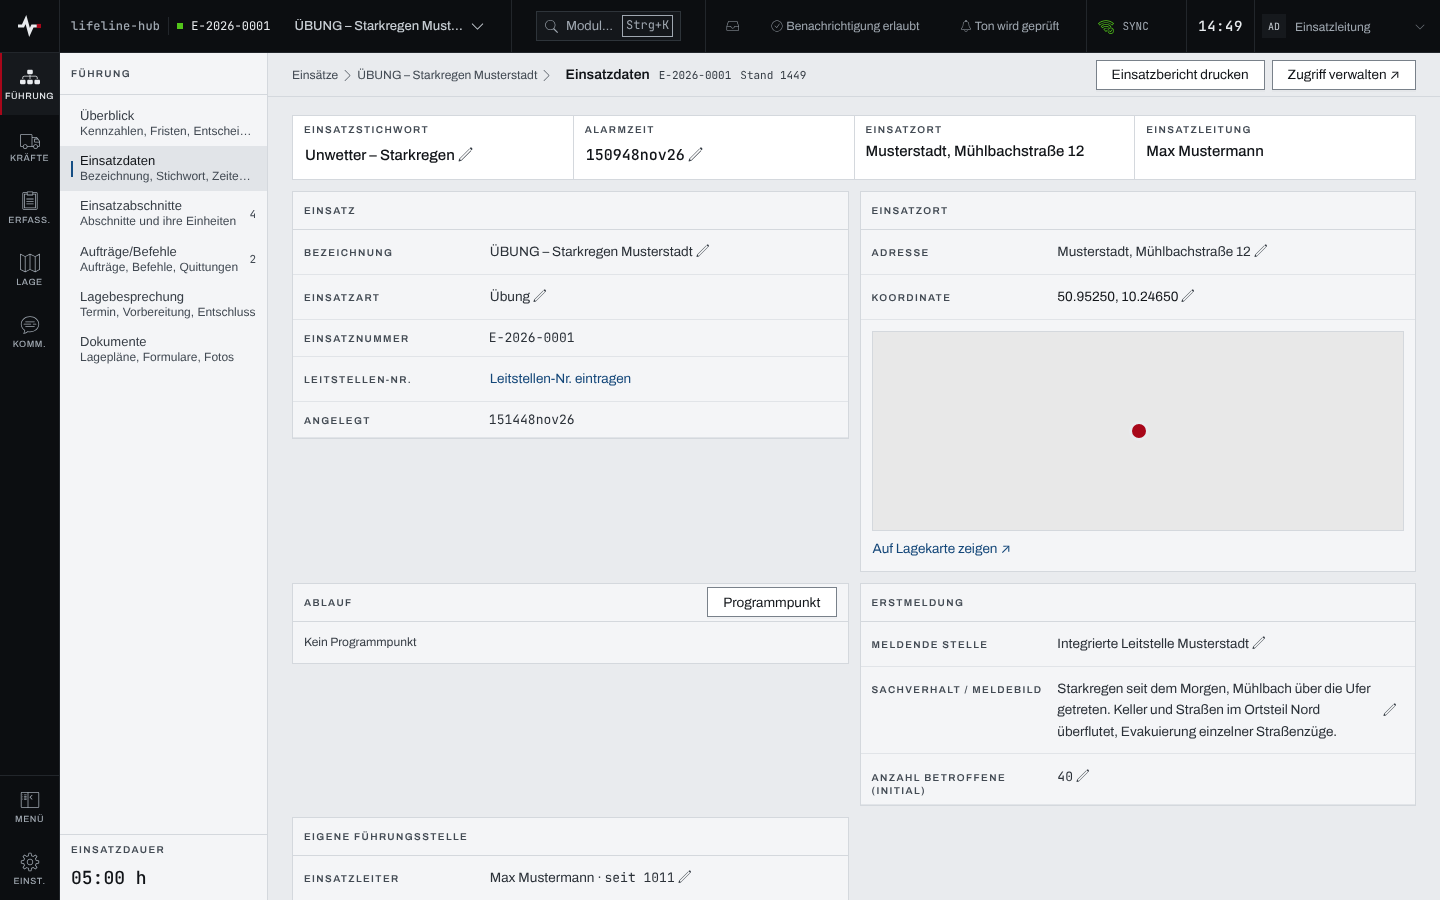 lifeline-hub
E-2026-0001
ÜBUNG – Starkregen Must...
Modul...
Strg+K
Benachrichtigung erlaubt
Ton wird geprüft
SYNC
14:49
AD
Einsatzleitung
FÜHRUNG
KRÄFTE
ERFASS.
LAGE
KOMM.
MENÜ
EINST.
FÜHRUNG
Überblick
Kennzahlen, Fristen, Entschei...
Einsatzdaten
Bezeichnung, Stichwort, Zeite...
Einsatzabschnitte
Abschnitte und ihre Einheiten
4
Aufträge/Befehle
Aufträge, Befehle, Quittungen
2
Lagebesprechung
Termin, Vorbereitung, Entschluss
Dokumente
Lagepläne, Formulare, Fotos
EINSATZDAUER
05:00 h
Einsätze
ÜBUNG – Starkregen Musterstadt
Einsatzdaten
E-2026-0001 Stand 1449
Einsatzbericht drucken
Zugriff verwalten ↗
EINSATZSTICHWORT
Unwetter – Starkregen
ALARMZEIT
150948nov26
EINSATZORT
Musterstadt, Mühlbachstraße 12
EINSATZLEITUNG
Max Mustermann
EINSATZ
BEZEICHNUNG
ÜBUNG – Starkregen Musterstadt
EINSATZART
Übung
EINSATZNUMMER
E-2026-0001
LEITSTELLEN-NR.
Leitstellen-Nr. eintragen
ANGELEGT
151448nov26
EINSATZORT
ADRESSE
Musterstadt, Mühlbachstraße 12
KOORDINATE
50.95250, 10.24650
Auf Lagekarte zeigen ↗
ABLAUF
Programmpunkt
Kein Programmpunkt
ERSTMELDUNG
MELDENDE STELLE
Integrierte Leitstelle Musterstadt
SACHVERHALT / MELDEBILD
Starkregen seit dem Morgen, Mühlbach über die Ufer
getreten. Keller und Straßen im Ortsteil Nord
überflutet, Evakuierung einzelner Straßenzüge.
ANZAHL BETROFFENE
(INITIAL)
40
EIGENE FÜHRUNGSSTELLE
EINSATZLEITER
Max Mustermann · seit 1011